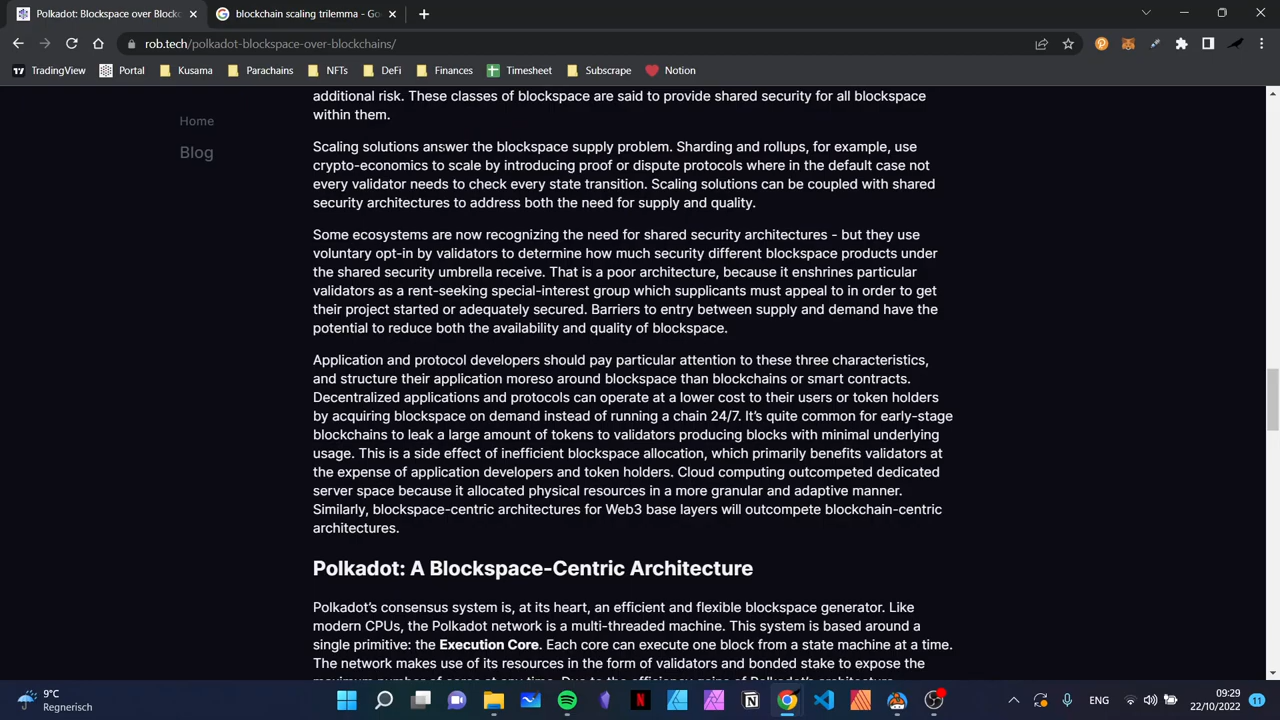 Polkadot: Blockspace over Blockc
blockchain scaling trilemma - Go
rob.tech/polkadot-blockspace-over-blockchains/
TradingView
Portal
Kusama
Parachains
NFTs
DeFi
Finances
Timesheet
Subscrape
Notion
Home
Blog
additional risk. These classes of blockspace are said to provide shared security for all blockspace
within them.
Scaling solutions answer the blockspace supply problem. Sharding and rollups, for example, use
crypto-economics to scale by introducing proof or dispute protocols where in the default case not
every validator needs to check every state transition. Scaling solutions can be coupled with shared
security architectures to address both the need for supply and quality.
Some ecosystems are now recognizing the need for shared security architectures - but they use
voluntary opt-in by validators to determine how much security different blockspace products under
the shared security umbrella receive. That is a poor architecture, because it enshrines particular
validators as a rent-seeking special-interest group which supplicants must appeal to in order to get
their project started or adequately secured. Barriers to entry between supply and demand have the
potential to reduce both the availability and quality of blockspace.
Application and protocol developers should pay particular attention to these three characteristics,
and structure their application moreso around blockspace than blockchains or smart contracts.
Decentralized applications and protocols can operate at a lower cost to their users or token holders
by acquiring blockspace on demand instead of running a chain 24/7. It’s quite common for early-stage
blockchains to leak a large amount of tokens to validators producing blocks with minimal underlying
usage. This is a side effect of inefficient blockspace allocation, which primarily benefits validators at
the expense of application developers and token holders. Cloud computing outcompeted dedicated
server space because it allocated physical resources in a more granular and adaptive manner.
Similarly, blockspace-centric architectures for Web3 base layers will outcompete blockchain-centric
architectures.
Polkadot: A Blockspace-Centric Architecture
Polkadot’s consensus system is, at its heart, an efficient and flexible blockspace generator. Like
modern CPUs, the Polkadot network is a multi-threaded machine. This system is based around a
single primitive: the Execution Core. Each core can execute one block from a state machine at a time.
The network makes use of its resources in the form of validators and bonded stake to expose the
maximum number of cores at any time. Due to the efficiency gains of Polkadot’s architecture,
9°C
Regnerisch
ENG
09:29
22/10/2022
11